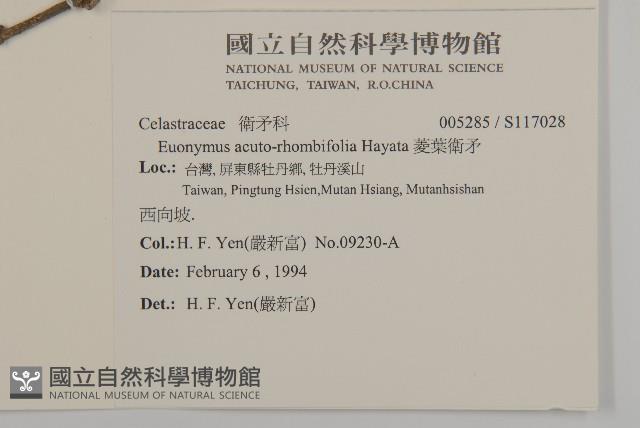 國立自然科學博物館
NATIONAL MUSEUM OF NATURAL SCIENCE
TAICHUNG, TAIWAN, R.O.CHINA
Celastraceae 衛矛科 005285 / S117028
Euonymus acuto-rhombifolia Hayata 菱葉衛矛
Loc.: 台灣, 屏東縣牡丹鄉, 牡丹溪山
Taiwan, Pingtung Hsien,Mutan Hsiang, Mutanhsishan
西向坡.
Col.: H. F. Yen(嚴新富) No.09230-A
Date: February 6 , 1994
Det.: H. F. Yen(嚴新富)
國立自然科學博物館
NATIONAL MUSEUM OF NATURAL SCIENCE